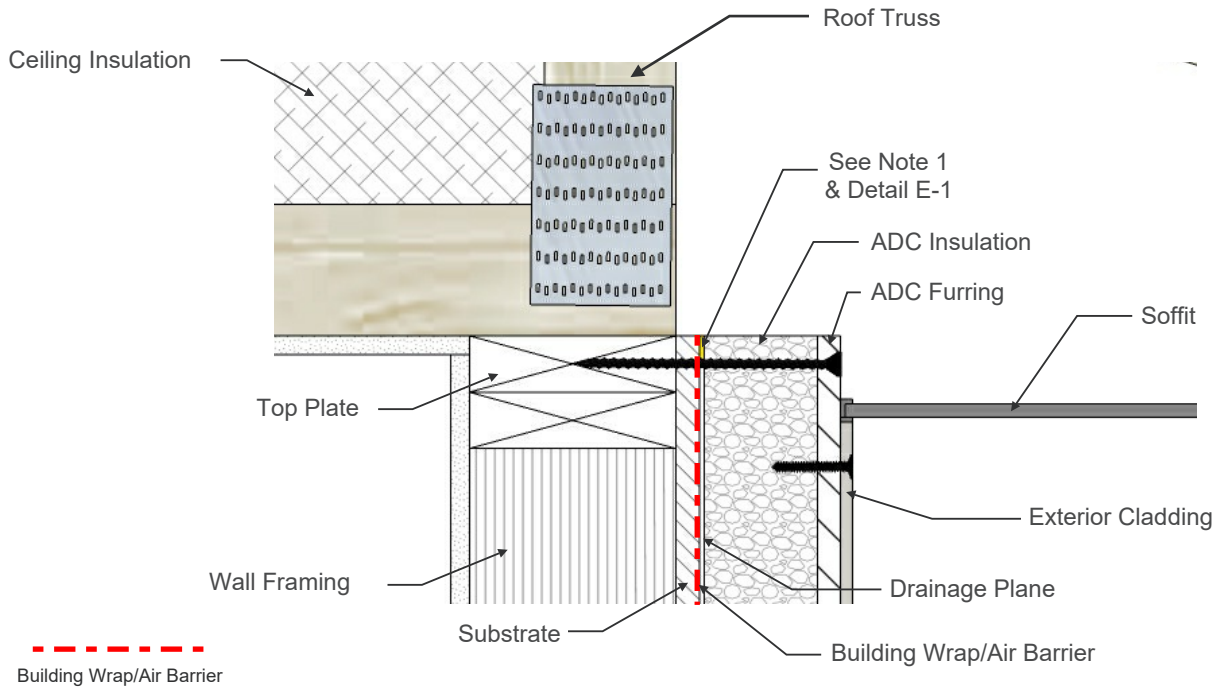 Roof Truss
Ceiling Insulation
See Note 1
& Detail E-1
ADC Insulation
ADC Furring
Soffit
Top Plate
Exterior Cladding
Wall Framing
Drainage Plane
Substrate
Building Wrap/Air Barrier
Building Wrap/Air Barrier